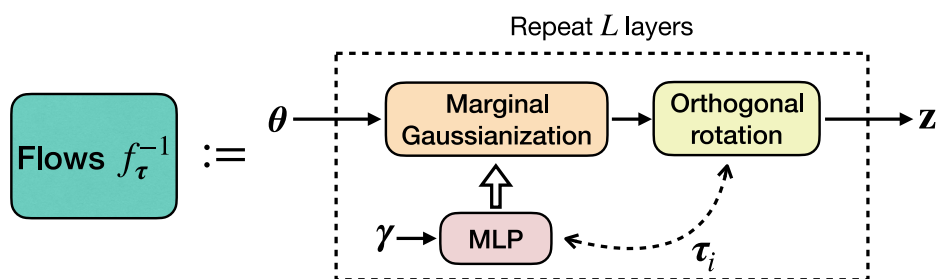 Repeat L layers
Flows f_τ^{-1} :=
θ
Marginal
Gaussianization
Orthogonal
rotation
z
γ
MLP
τ_i